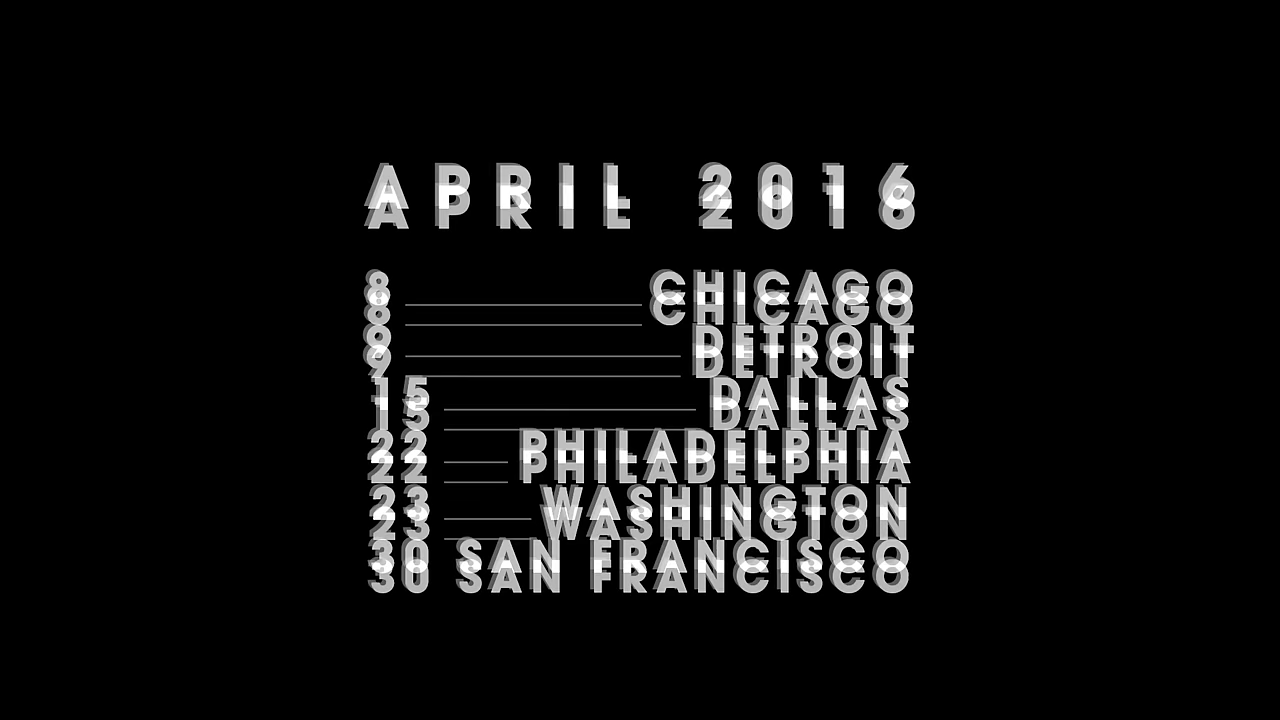 APRIL 2016
8 CHICAGO
9 DETROIT
15 DALLAS
22 PHILADELPHIA
23 WASHINGTON
30 SAN FRANCISCO